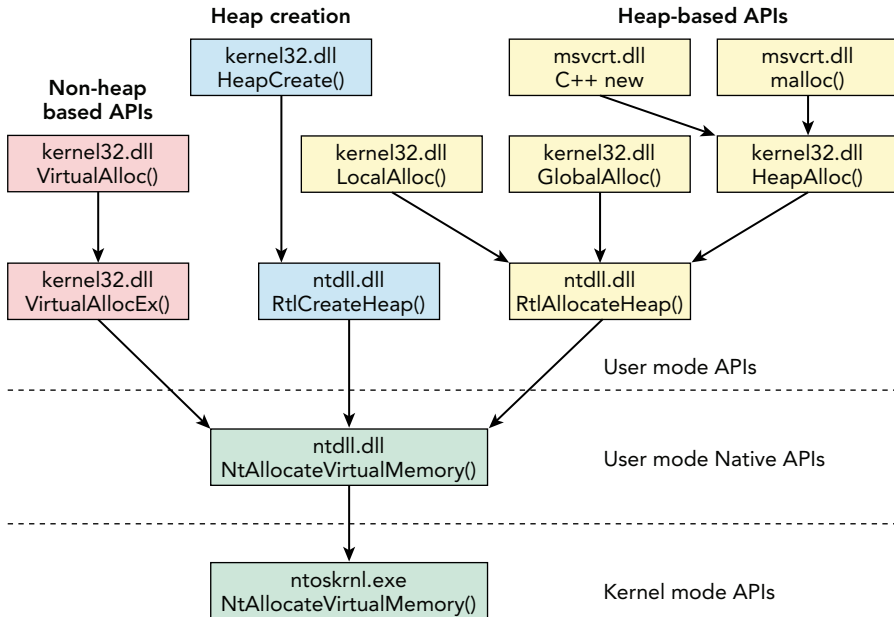 Heap creation
Heap-based APIs
kernel32.dll
HeapCreate()
msvcrt.dll
C++ new
msvcrt.dll
malloc()
Non-heap
based APIs
kernel32.dll
VirtualAlloc()
kernel32.dll
LocalAlloc()
kernel32.dll
GlobalAlloc()
kernel32.dll
HeapAlloc()
kernel32.dll
VirtualAllocEx()
ntdll.dll
RtlCreateHeap()
ntdll.dll
RtlAllocateHeap()
User mode APIs
ntdll.dll
NtAllocateVirtualMemory()
User mode Native APIs
ntoskrnl.exe
NtAllocateVirtualMemory()
Kernel mode APIs